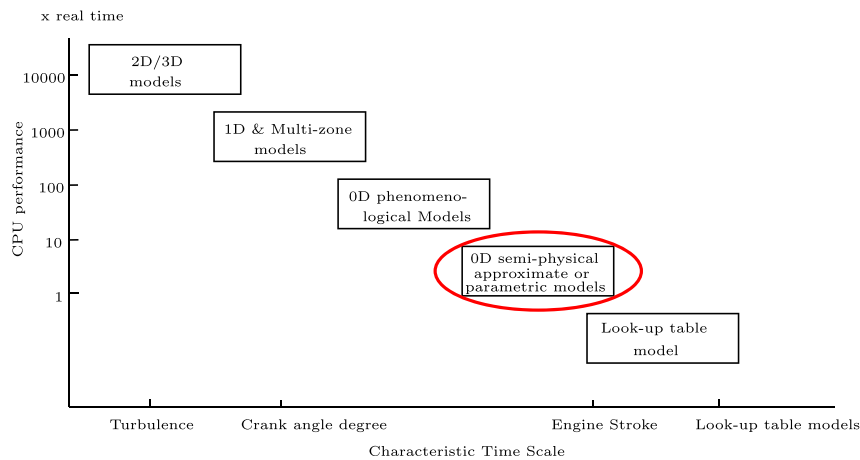 x real time
2D/3D
models
10000
1D & Multi-zone
models
1000
CPU performance
100
0D phenomeno-
logical Models
10
0D semi-physical
approximate or
parametric models
1
Look-up table
model
Turbulence
Crank angle degree
Engine Stroke
Look-up table models
Characteristic Time Scale